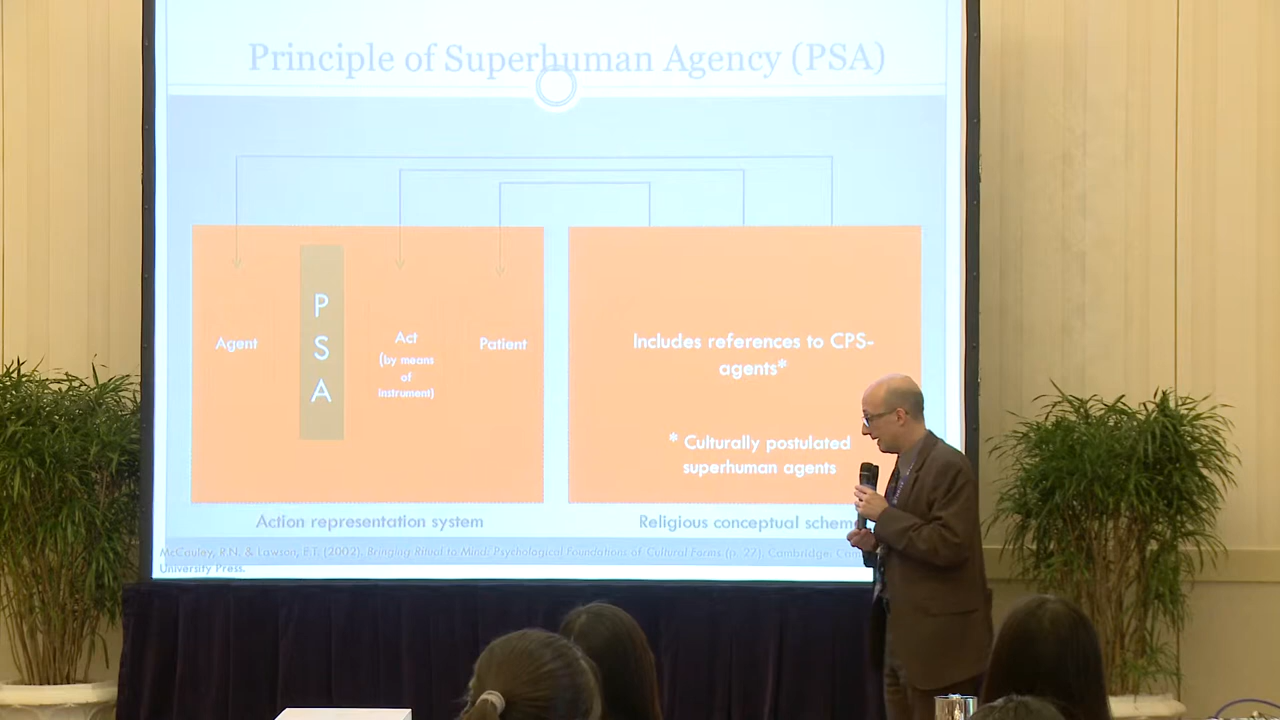 Principle of Superhuman Agency (PSA)
Agent
P
S
A
Act
(by means
of
instrument)
Patient
Includes references to CPS-
agents*
* Culturally postulated
superhuman agents
Action representation system
Religious conceptual scheme
McCauley, R.N. & Lawson, E.T. (2002). Bringing Ritual to Mind: Psychological Foundations of Cultural Forms (p. 27). Cambridge:
University Press.